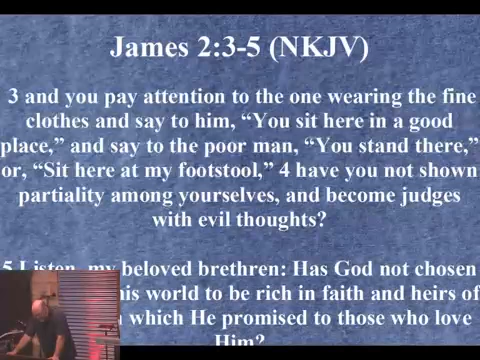 James 2:3-5 (NKJV)
3 and you pay attention to the one wearing the fine
clothes and say to him, “You sit here in a good
place,” and say to the poor man, “You stand there,”
or, “Sit here at my footstool,” 4 have you not shown
partiality among yourselves, and become judges
with evil thoughts?
5 Listen, my beloved brethren: Has God not chosen
his world to be rich in faith and heirs of
which He promised to those who love
Him?